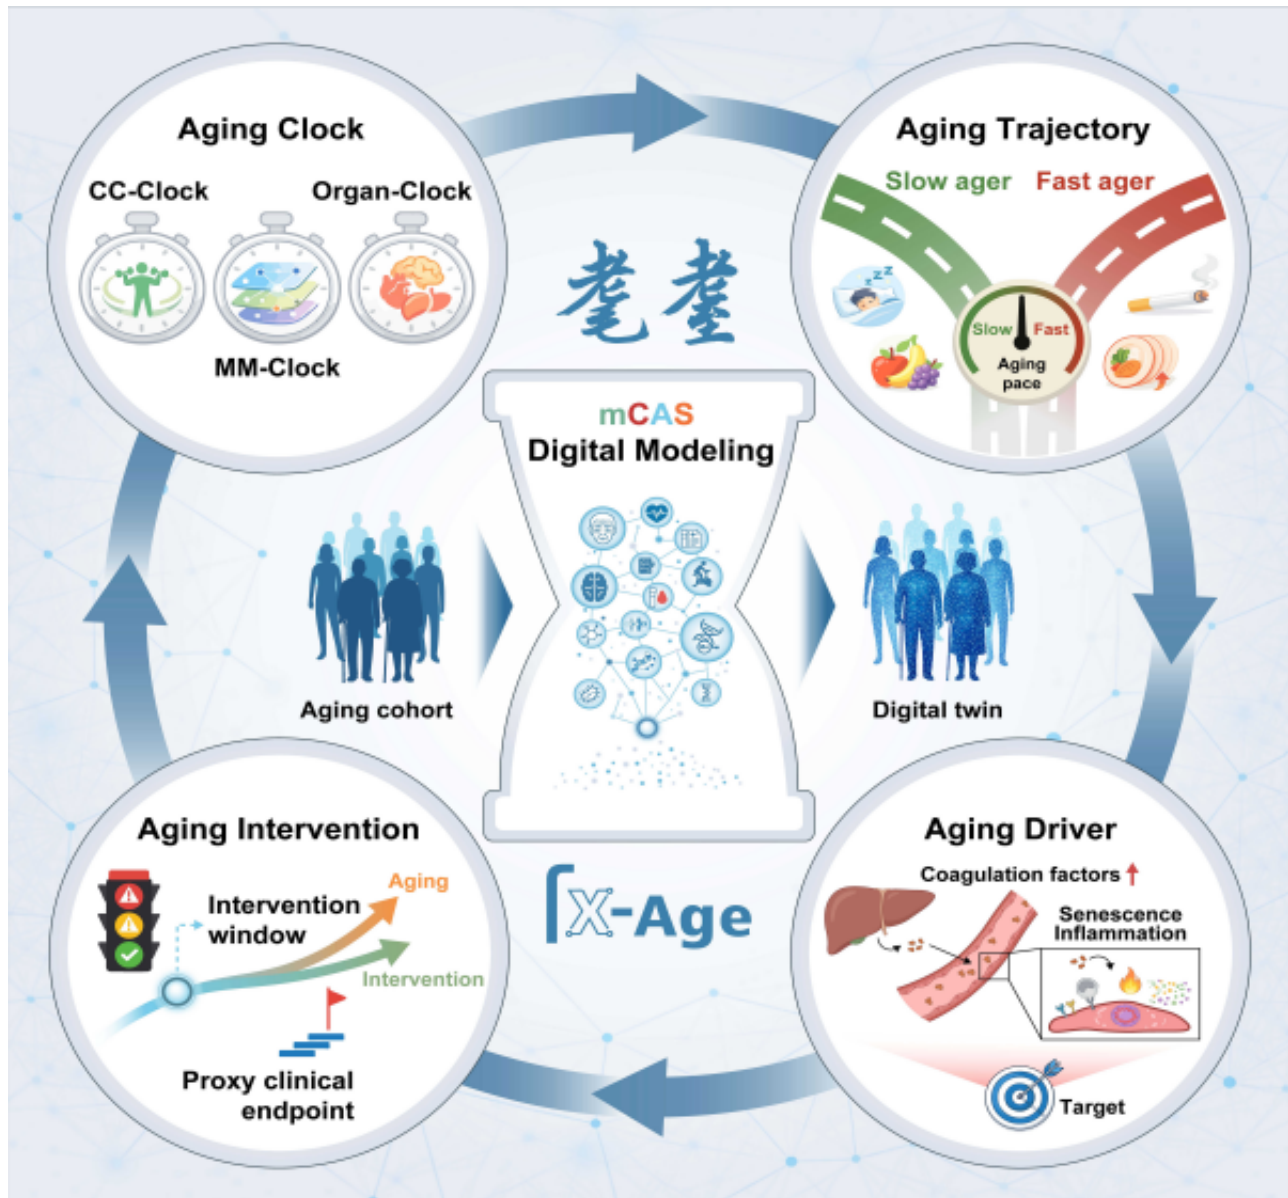 Aging Clock
CC-Clock
Organ-Clock
MM-Clock
Aging Trajectory
Slow ager
Fast ager
zz
Slow
Fast
Aging
pace
耄耋
mCAS
Digital Modeling
Aging cohort
Digital twin
Aging Intervention
Aging
Intervention
window
Intervention
Proxy clinical
endpoint
X-Age
Aging Driver
Coagulation factors
Senescence
Inflammation
Target